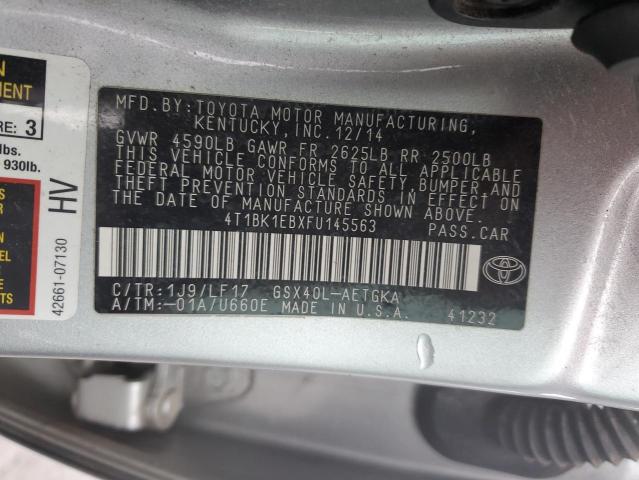 MFD. BY: TOYOTA MOTOR MANUFACTURING,
KENTUCKY, INC. 12/14
GVWR 4590LB GAWR FR 2625LB RR 2500LB
THIS VEHICLE CONFORMS TO ALL APPLICABLE
FEDERAL MOTOR VEHICLE SAFETY, BUMPER AND
THEFT PREVENTION STANDARDS IN EFFECT ON
THE DATE OF MANUFACTURE SHOWN ABOVE.
4T1BK1EBXFU145563 PASS. CAR
C/TR: 1J9/LF17 GSX40L-AETGKA
A/TM: -01A/U660E MADE IN U.S.A. 41232
MENT
RE: 3
lbs.
930lb.
HV
42661-07130